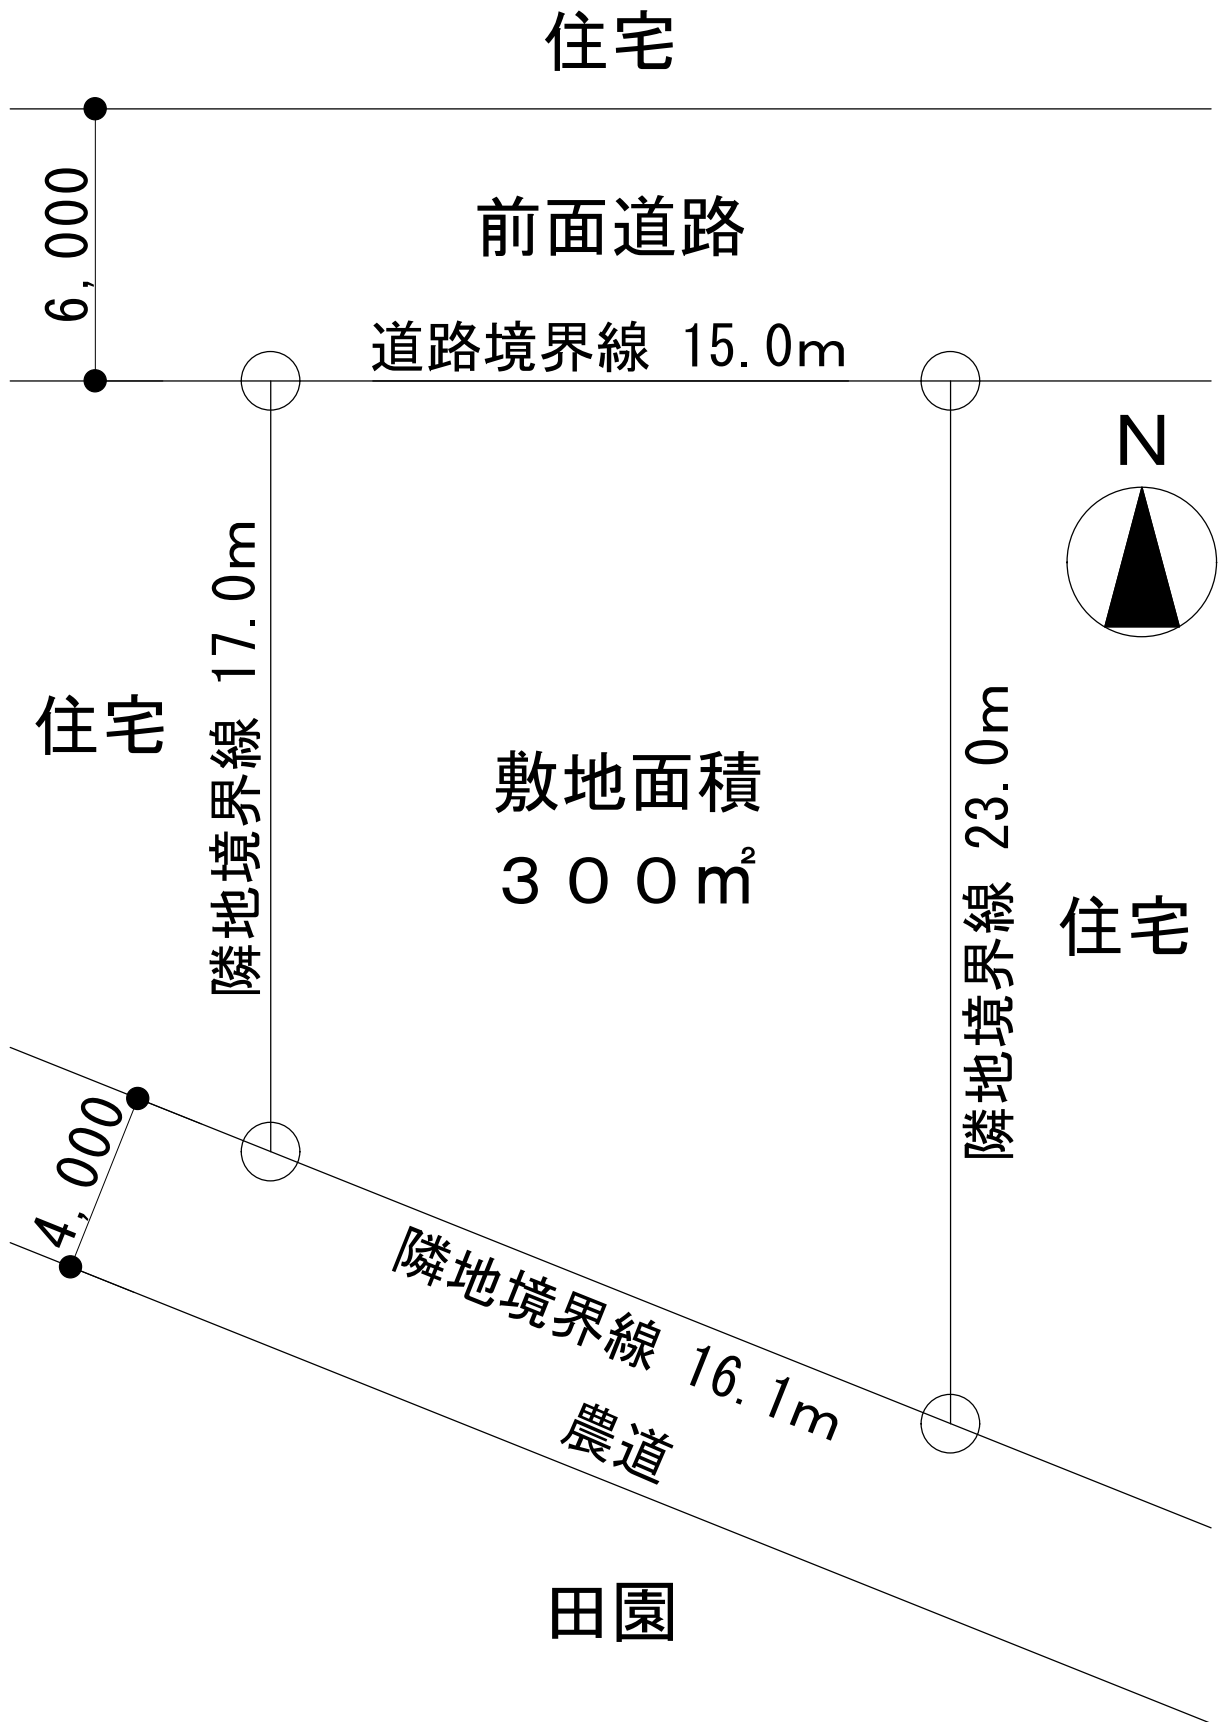 住宅
6,000
前面道路
道路境界線 15.0m
N
隣地境界線 17.0m
住宅
隣地境界線 23.0m
敷地面積
３００㎡
住宅
4,000
隣地境界線 16.1m
農道
田園